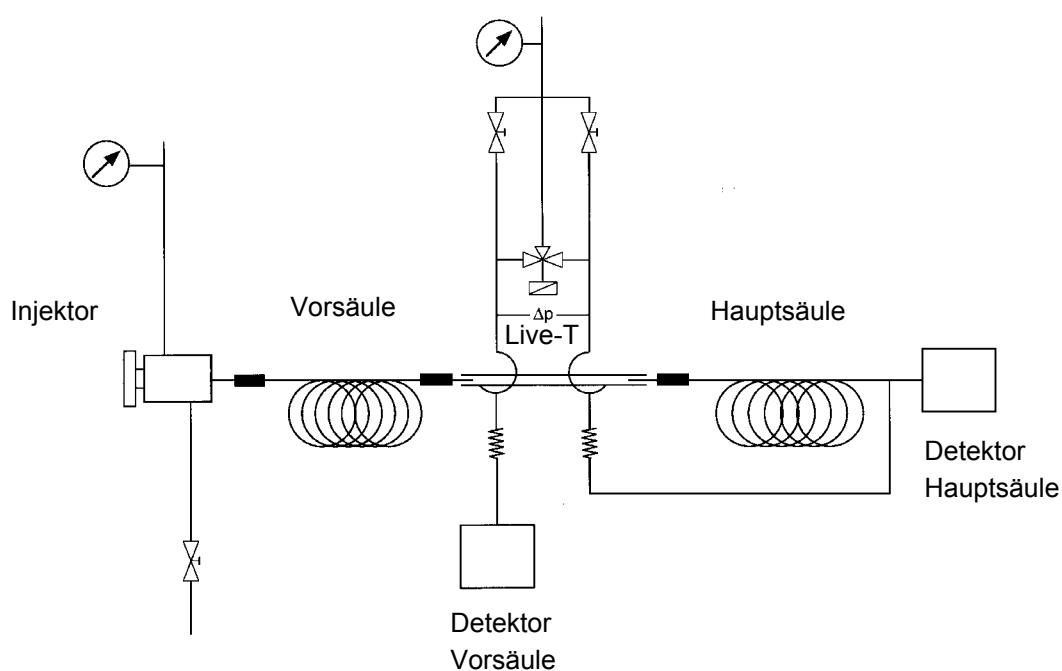 Injektor
Vorsäule
Δp
Live-T
Hauptsäule
Detektor
Hauptsäule
Detektor
Vorsäule